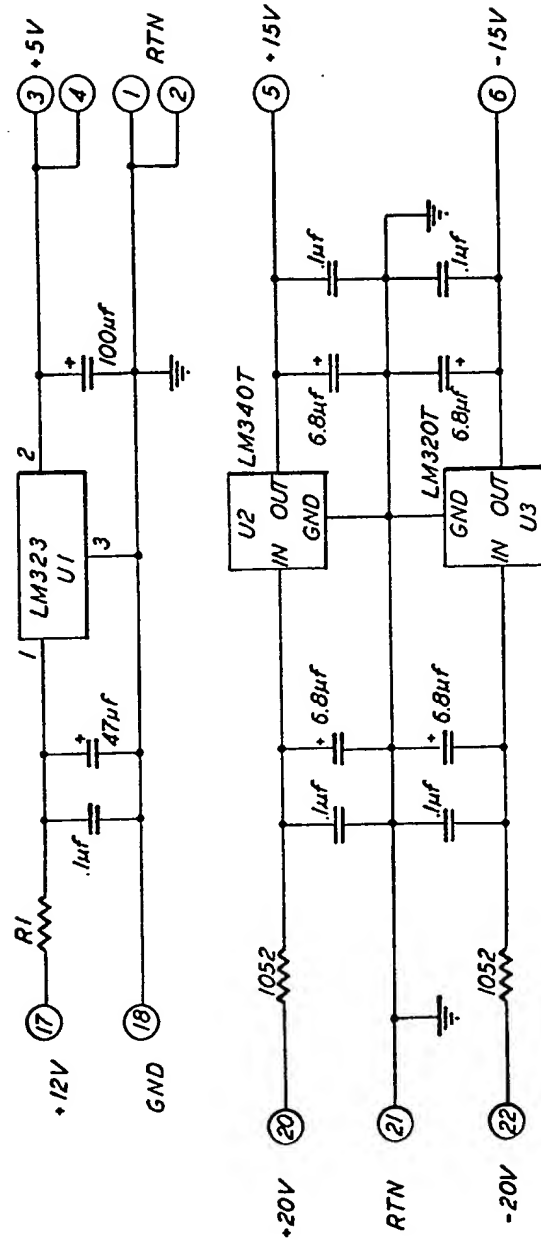 +12V
17
R1
.1µf
47µf
1
LM323
U1
2
3
100µf
3
+5V
4
1
RTN
2
GND
18
+20V
20
1052
.1µf
6.8µf
U2
LM340T
IN
OUT
GND
6.8µf
.1µf
5
+15V
RTN
21
.1µf
6.8µf
GND
LM320T
IN
OUT
U3
6.8µf
.1µf
-20V
22
1052
6
-15V